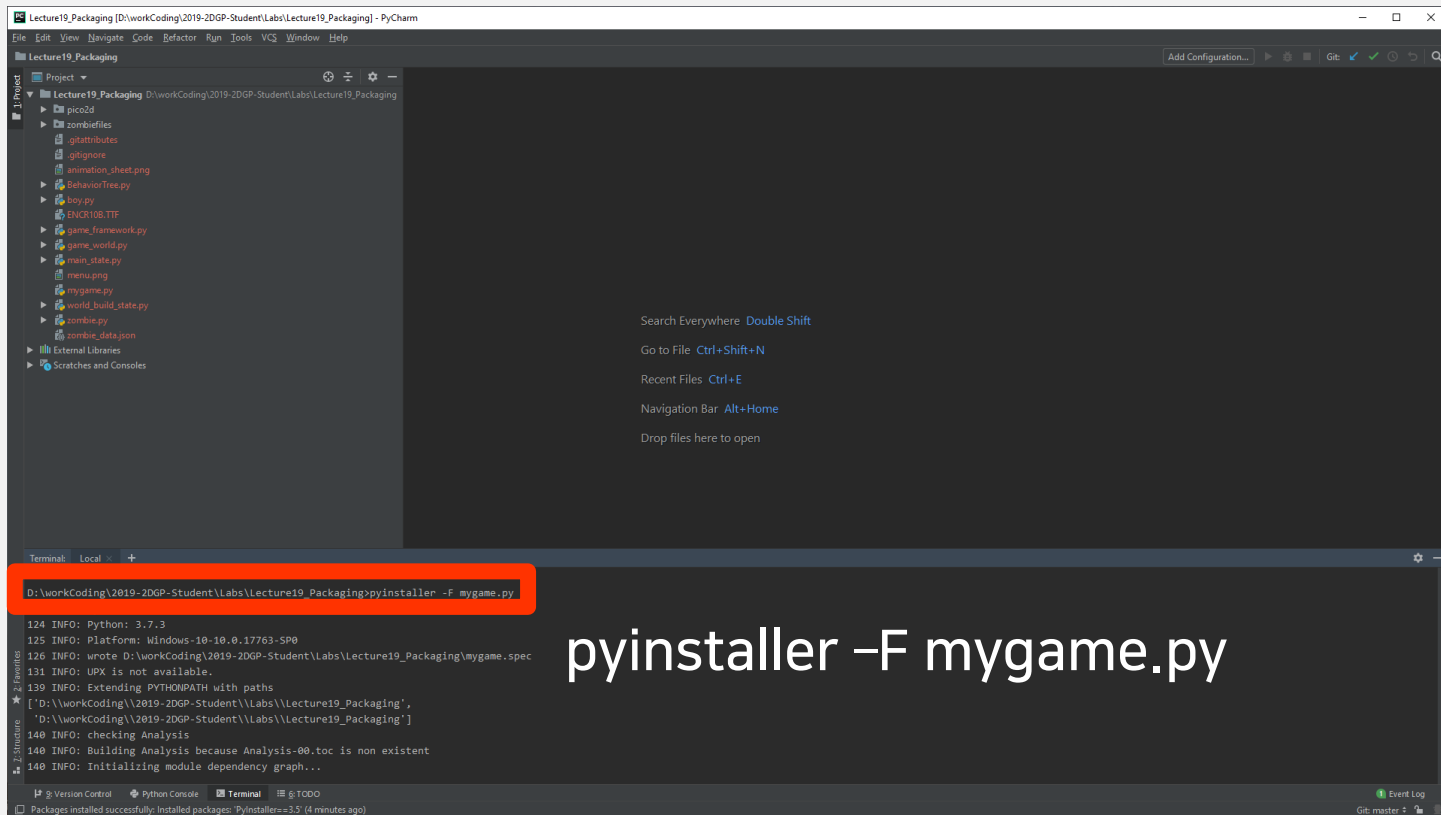 Lecture19_Packaging [D:\workCoding\2019-2DGP-Student\Labs\Lecture19_Packaging] - PyCharm
File Edit View Navigate Code Refactor Run Tools VCS Window Help
Lecture19_Packaging
Add Configuration...
Git:
1: Project
Project
Lecture19_Packaging D:\workCoding\2019-2DGP-Student\Labs\Lecture19_Packaging
pico2d
zombiefiles
.gitattributes
.gitignore
animation_sheet.png
BehaviorTree.py
boy.py
ENCR10B.TTF
game_framework.py
game_world.py
main_state.py
menu.png
mygame.py
world_build_state.py
zombie.py
zombie_data.json
External Libraries
Scratches and Consoles
Search Everywhere Double Shift
Go to File Ctrl+Shift+N
Recent Files Ctrl+E
Navigation Bar Alt+Home
Drop files here to open
Terminal: Local +
D:\workCoding\2019-2DGP-Student\Labs\Lecture19_Packaging>pyinstaller -F mygame.py
124 INFO: Python: 3.7.3
125 INFO: Platform: Windows-10-10.0.17763-SP0
126 INFO: wrote D:\workCoding\2019-2DGP-Student\Labs\Lecture19_Packaging\mygame.spec
131 INFO: UPX is not available.
139 INFO: Extending PYTHONPATH with paths
['D:\\workCoding\\2019-2DGP-Student\\Labs\\Lecture19_Packaging',
'D:\\workCoding\\2019-2DGP-Student\\Labs\\Lecture19_Packaging']
140 INFO: checking Analysis
140 INFO: Building Analysis because Analysis-00.toc is non existent
140 INFO: Initializing module dependency graph...
pyinstaller –F mygame.py
2: Favorites
7: Structure
9: Version Control Python Console Terminal 6: TODO
1 Event Log
Packages installed successfully: Installed packages: 'PyInstaller==3.5' (4 minutes ago)
Git: master